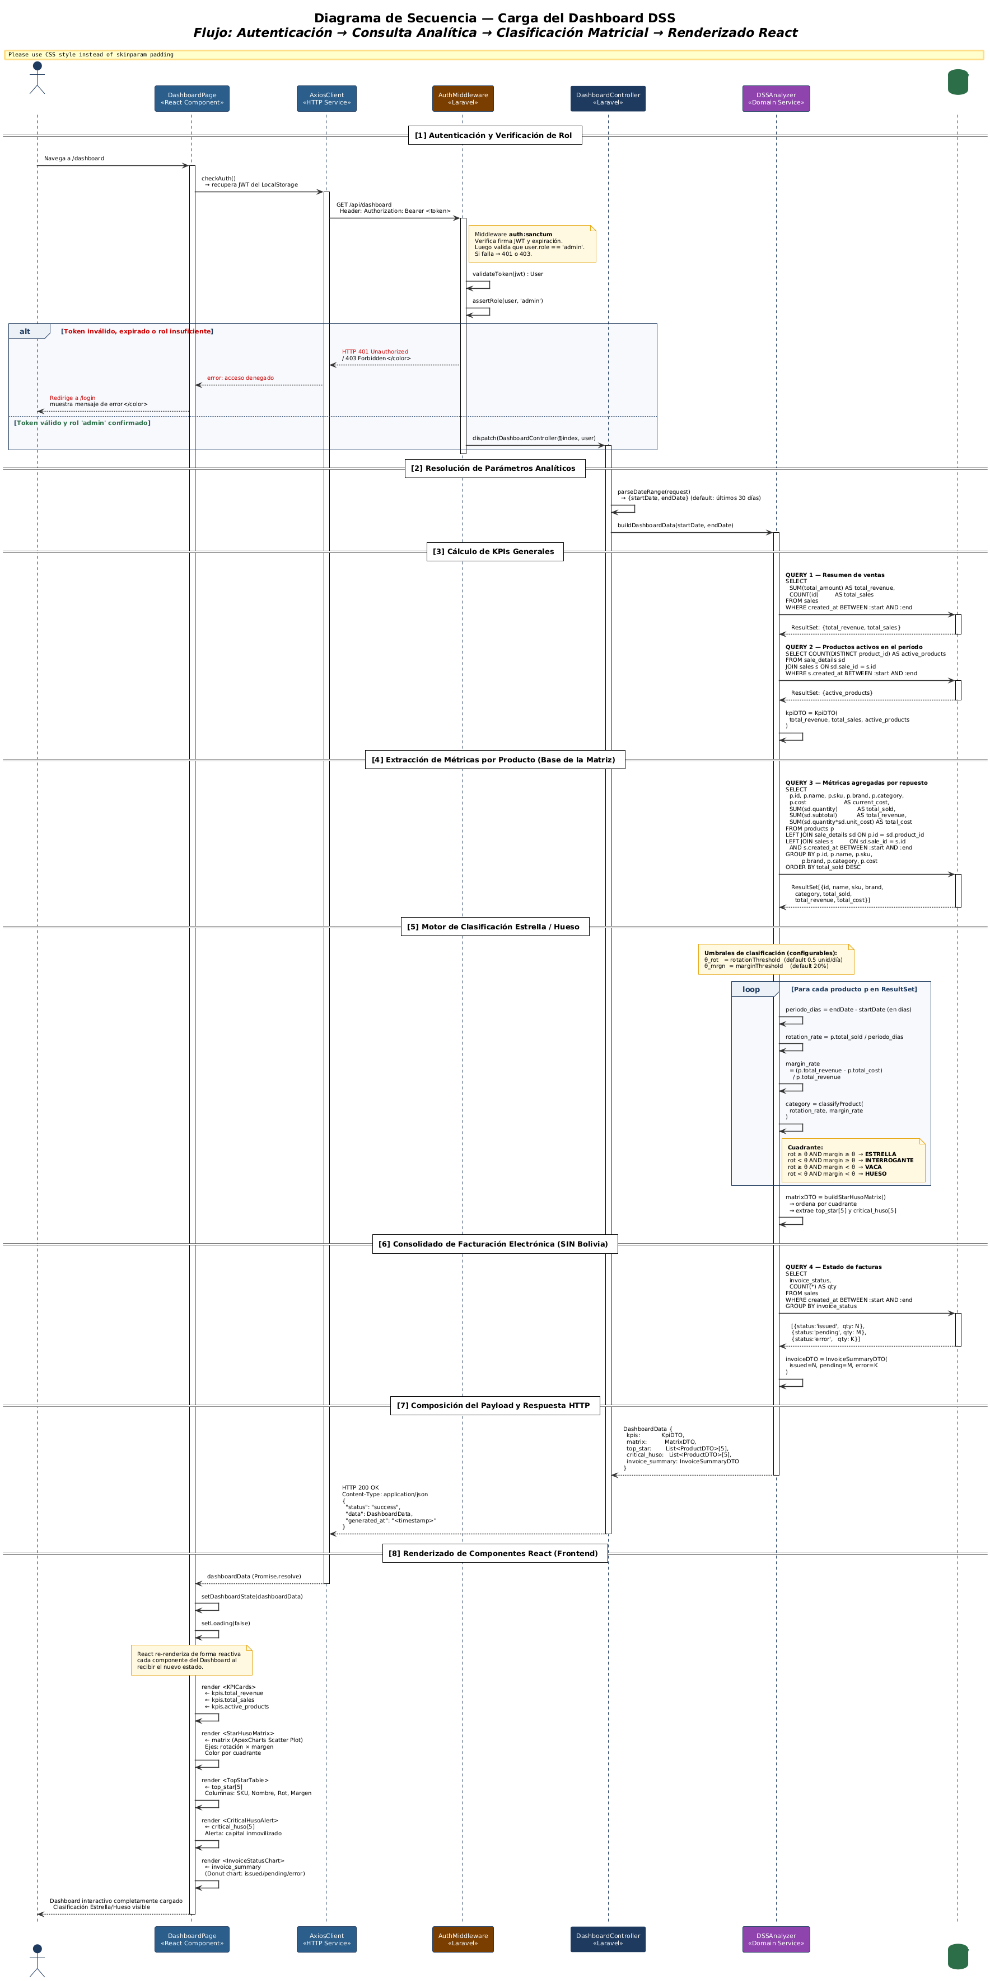 Diagrama de Secuencia — Carga del Dashboard DSS
Flujo: Autenticación → Consulta Analítica → Clasificación Matricial → Renderizado React
Please use CSS style instead of skinparam padding
DashboardPage
«React Component»
AxiosClient
«HTTP Service»
AuthMiddleware
«Laravel»
DashboardController
«Laravel»
DSSAnalyzer
«Domain Service»
[1] Autenticación y Verificación de Rol
Navega a /dashboard
checkAuth()
→ recupera JWT del LocalStorage
GET /api/dashboard
Header: Authorization: Bearer <token>
Middleware auth:sanctum
Verifica firma JWT y expiración.
Luego valida que user.role == 'admin'.
Si falla → 401 o 403.
validateToken(jwt) : User
assertRole(user, 'admin')
alt
[Token inválido, expirado o rol insuficiente]
HTTP 401 Unauthorized
/ 403 Forbidden</color>
error: acceso denegado
Redirige a /login
muestra mensaje de error</color>
[Token válido y rol 'admin' confirmado]
dispatch(DashboardController@index, user)
[2] Resolución de Parámetros Analíticos
parseDateRange(request)
→ {startDate, endDate} (default: últimos 30 días)
buildDashboardData(startDate, endDate)
[3] Cálculo de KPIs Generales
QUERY 1 — Resumen de ventas
SELECT
SUM(total_amount) AS total_revenue,
COUNT(id) AS total_sales
FROM sales
WHERE created_at BETWEEN :start AND :end
ResultSet: {total_revenue, total_sales}
QUERY 2 — Productos activos en el período
SELECT COUNT(DISTINCT product_id) AS active_products
FROM sale_details sd
JOIN sales s ON sd.sale_id = s.id
WHERE s.created_at BETWEEN :start AND :end
ResultSet: {active_products}
kpiDTO = KpiDTO(
total_revenue, total_sales, active_products
)
[4] Extracción de Métricas por Producto (Base de la Matriz)
QUERY 3 — Métricas agregadas por repuesto
SELECT
p.id, p.name, p.sku, p.brand, p.category,
p.cost AS current_cost,
SUM(sd.quantity) AS total_sold,
SUM(sd.subtotal) AS total_revenue,
SUM(sd.quantity*sd.unit_cost) AS total_cost
FROM products p
LEFT JOIN sale_details sd ON p.id = sd.product_id
LEFT JOIN sales s ON sd.sale_id = s.id
AND s.created_at BETWEEN :start AND :end
GROUP BY p.id, p.name, p.sku,
p.brand, p.category, p.cost
ORDER BY total_sold DESC
ResultSet[{id, name, sku, brand,
category, total_sold,
total_revenue, total_cost}]
[5] Motor de Clasificación Estrella / Hueso
Umbrales de clasificación (configurables):
θ_rot = rotationThreshold (default 0.5 unid/día)
θ_mrgn = marginThreshold (default 20%)
loop
[Para cada producto p en ResultSet]
periodo_dias = endDate - startDate (en días)
rotation_rate = p.total_sold / periodo_dias
margin_rate
= (p.total_revenue - p.total_cost)
/ p.total_revenue
category = classifyProduct(
rotation_rate, margin_rate
)
Cuadrante:
rot ≥ θ AND margin ≥ θ → ESTRELLA
rot < θ AND margin ≥ θ → INTERROGANTE
rot ≥ θ AND margin < θ → VACA
rot < θ AND margin < θ → HUESO
matrixDTO = buildStarHusoMatrix()
→ ordena por cuadrante
→ extrae top_star[5] y critical_huso[5]
[6] Consolidado de Facturación Electrónica (SIN Bolivia)
QUERY 4 — Estado de facturas
SELECT
invoice_status,
COUNT(*) AS qty
FROM sales
WHERE created_at BETWEEN :start AND :end
GROUP BY invoice_status
[{status:'issued', qty: N},
{status:'pending', qty: M},
{status:'error', qty: K}]
invoiceDTO = InvoiceSummaryDTO(
issued=N, pending=M, error=K
)
[7] Composición del Payload y Respuesta HTTP
DashboardData {
kpis: KpiDTO,
matrix: MatrixDTO,
top_star: List<ProductDTO>[5],
critical_huso: List<ProductDTO>[5],
invoice_summary: InvoiceSummaryDTO
}
HTTP 200 OK
Content-Type: application/json
{
"status": "success",
"data": DashboardData,
"generated_at": "<timestamp>"
}
[8] Renderizado de Componentes React (Frontend)
dashboardData (Promise.resolve)
setDashboardState(dashboardData)
setLoading(false)
React re-renderiza de forma reactiva
cada componente del Dashboard al
recibir el nuevo estado.
render <KPICards>
← kpis.total_revenue
← kpis.total_sales
← kpis.active_products
render <StarHusoMatrix>
← matrix (ApexCharts Scatter Plot)
Ejes: rotación × margen
Color por cuadrante
render <TopStarTable>
← top_star[5]
Columnas: SKU, Nombre, Rot, Margen
render <CriticalHusoAlert>
← critical_huso[5]
Alerta: capital inmovilizado
render <InvoiceStatusChart>
← invoice_summary
(Donut chart: issued/pending/error)
Dashboard interactivo completamente cargado
Clasificación Estrella/Hueso visible
DashboardPage
«React Component»
AxiosClient
«HTTP Service»
AuthMiddleware
«Laravel»
DashboardController
«Laravel»
DSSAnalyzer
«Domain Service»